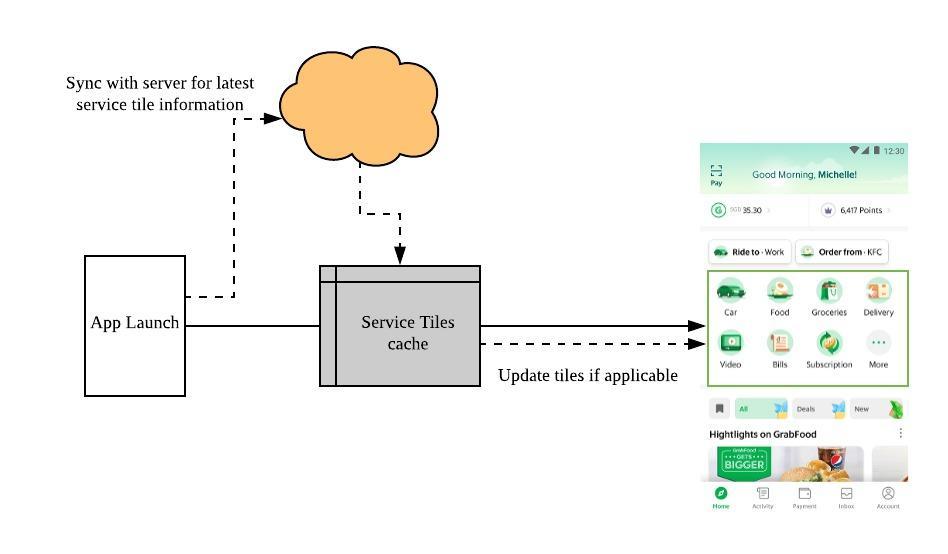 Sync with server for latest
service tile information
App Launch
Service Tiles
cache
Update tiles if applicable
12:30
Pay
Good Morning, Michelle!
SGD 35.30
6,417 Points
Ride to · Work
Order from · KFC
Car
Food
Groceries
Delivery
Video
Bills
Subscription
More
All
Deals
New
Hightlights on GrabFood
GrabFood
GETS
BIGGER
Home
Activity
Payment
Inbox
Account